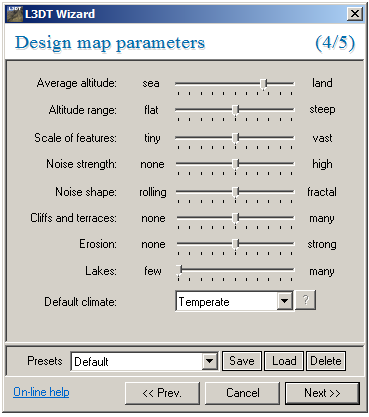 L3DT Wizard
Design map parameters (4/5)
Average altitude: sea land
Altitude range: flat steep
Scale of features: tiny vast
Noise strength: none high
Noise shape: rolling fractal
Cliffs and terraces: none many
Erosion: none strong
Lakes: few many
Default climate: Temperate ?
Presets Default Save Load Delete
On-line help << Prev. Cancel Next >>